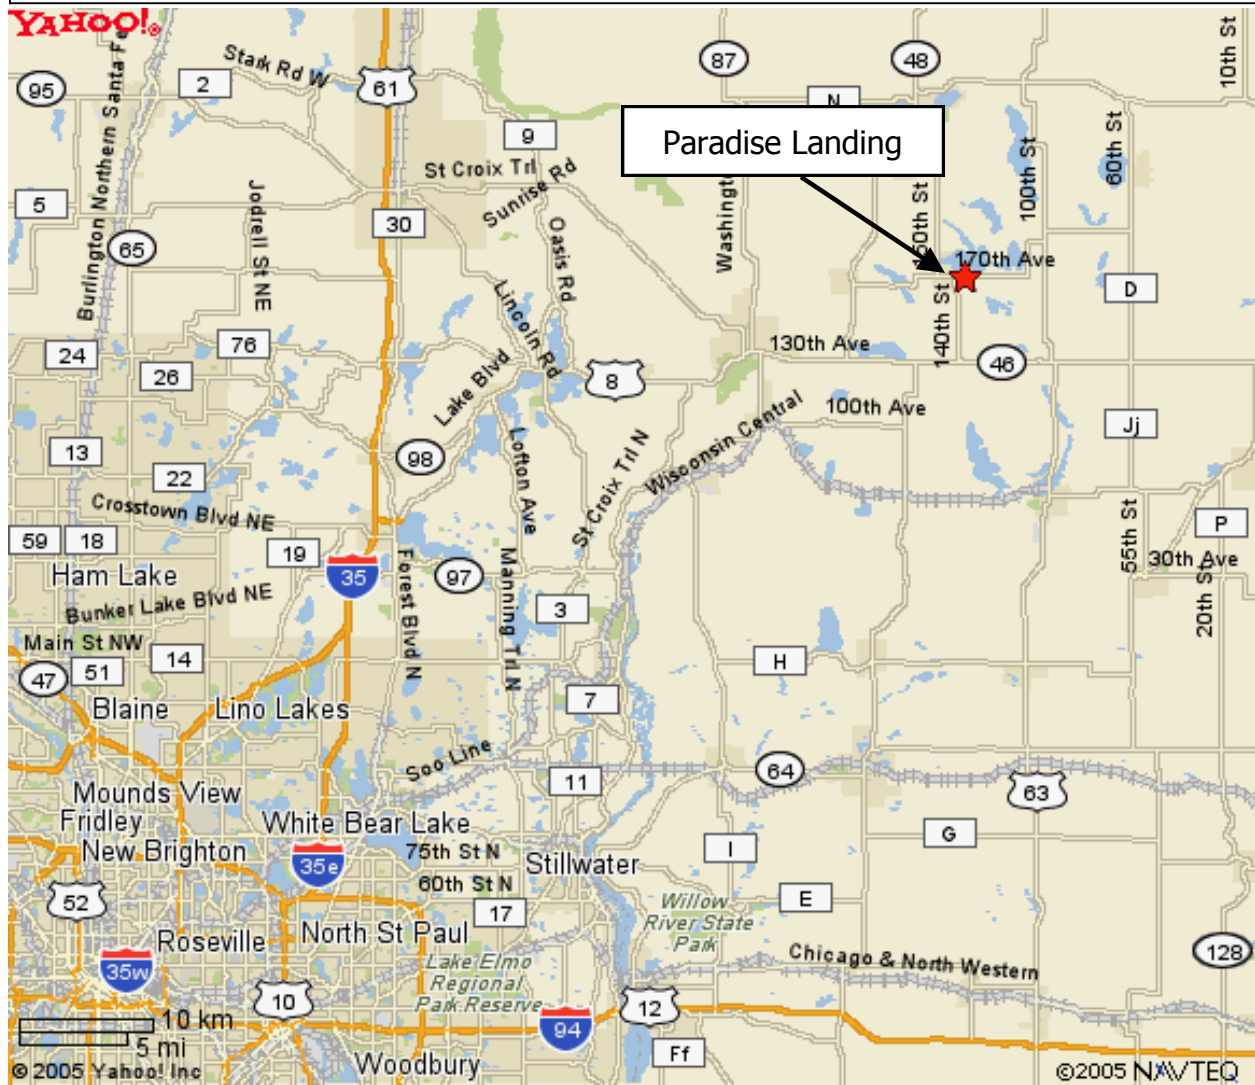 YAHOO!®
10th St
87
48
Stark Rd W
Burlington Northern Santa Fe
95
2
61
N
Paradise Landing
9
60th St
100th St
St Croix Trl
Sunrise Rd
5
Jodrell St NE
30
65
Oasis Rd
Washington
150th St
170th Ave
D
Lincoln Rd
140th St
24
76
26
130th Ave
46
Lake Blvd
8
100th Ave
Wisconsin Central
Jj
13
98
22
Lofton Ave
St Croix Trl N
Crosstown Blvd NE
59
18
19
P
55th St
30th Ave
Ham Lake
35
Forest Blvd N
97
Manning Trl N
20th St
Bunker Lake Blvd NE
3
Main St NW
14
51
47
H
7
Blaine
Lino Lakes
Soo Line
64
11
63
Mounds View
Fridley
White Bear Lake
New Brighton
75th St N
Stillwater
I
G
35e
60th St N
52
17
Willow
River State
Park
E
Roseville
North St Paul
35w
Lake Elmo
Regional
Park Reserve
Chicago & North Western
128
10
12
10 km
94
5 mi
Ff
Woodbury
© 2005 Yahoo! Inc
©2005 NAVTEQ